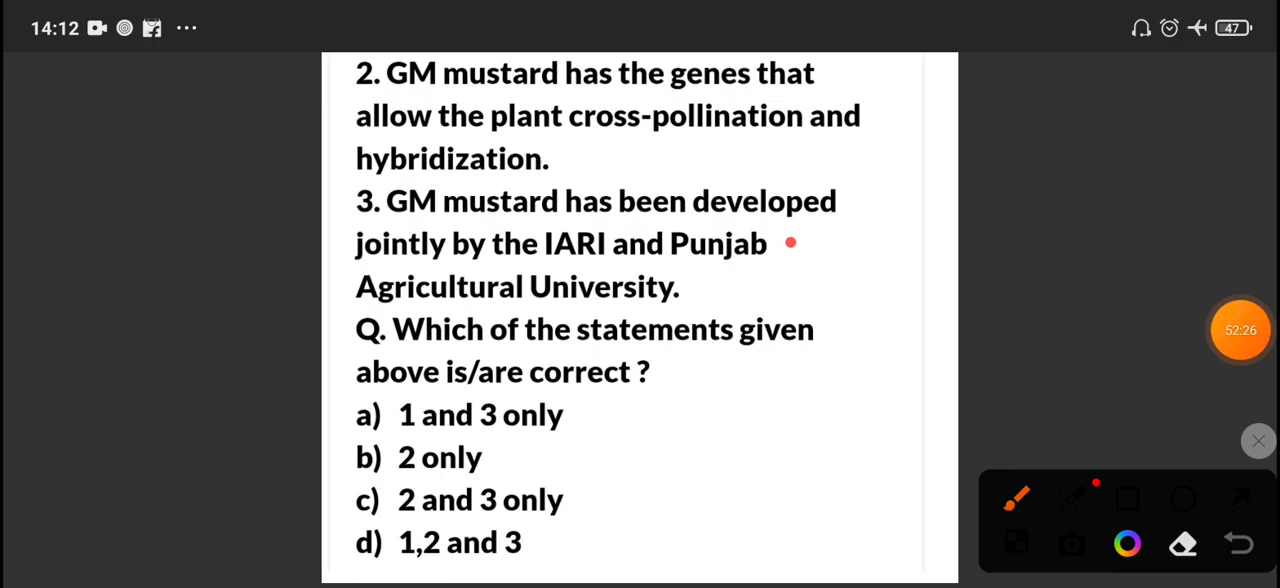 14:12
47
2. GM mustard has the genes that
allow the plant cross-pollination and
hybridization.
3. GM mustard has been developed
jointly by the IARI and Punjab
Agricultural University.
Q. Which of the statements given
above is/are correct ?
a) 1 and 3 only
b) 2 only
c) 2 and 3 only
d) 1,2 and 3
52:26